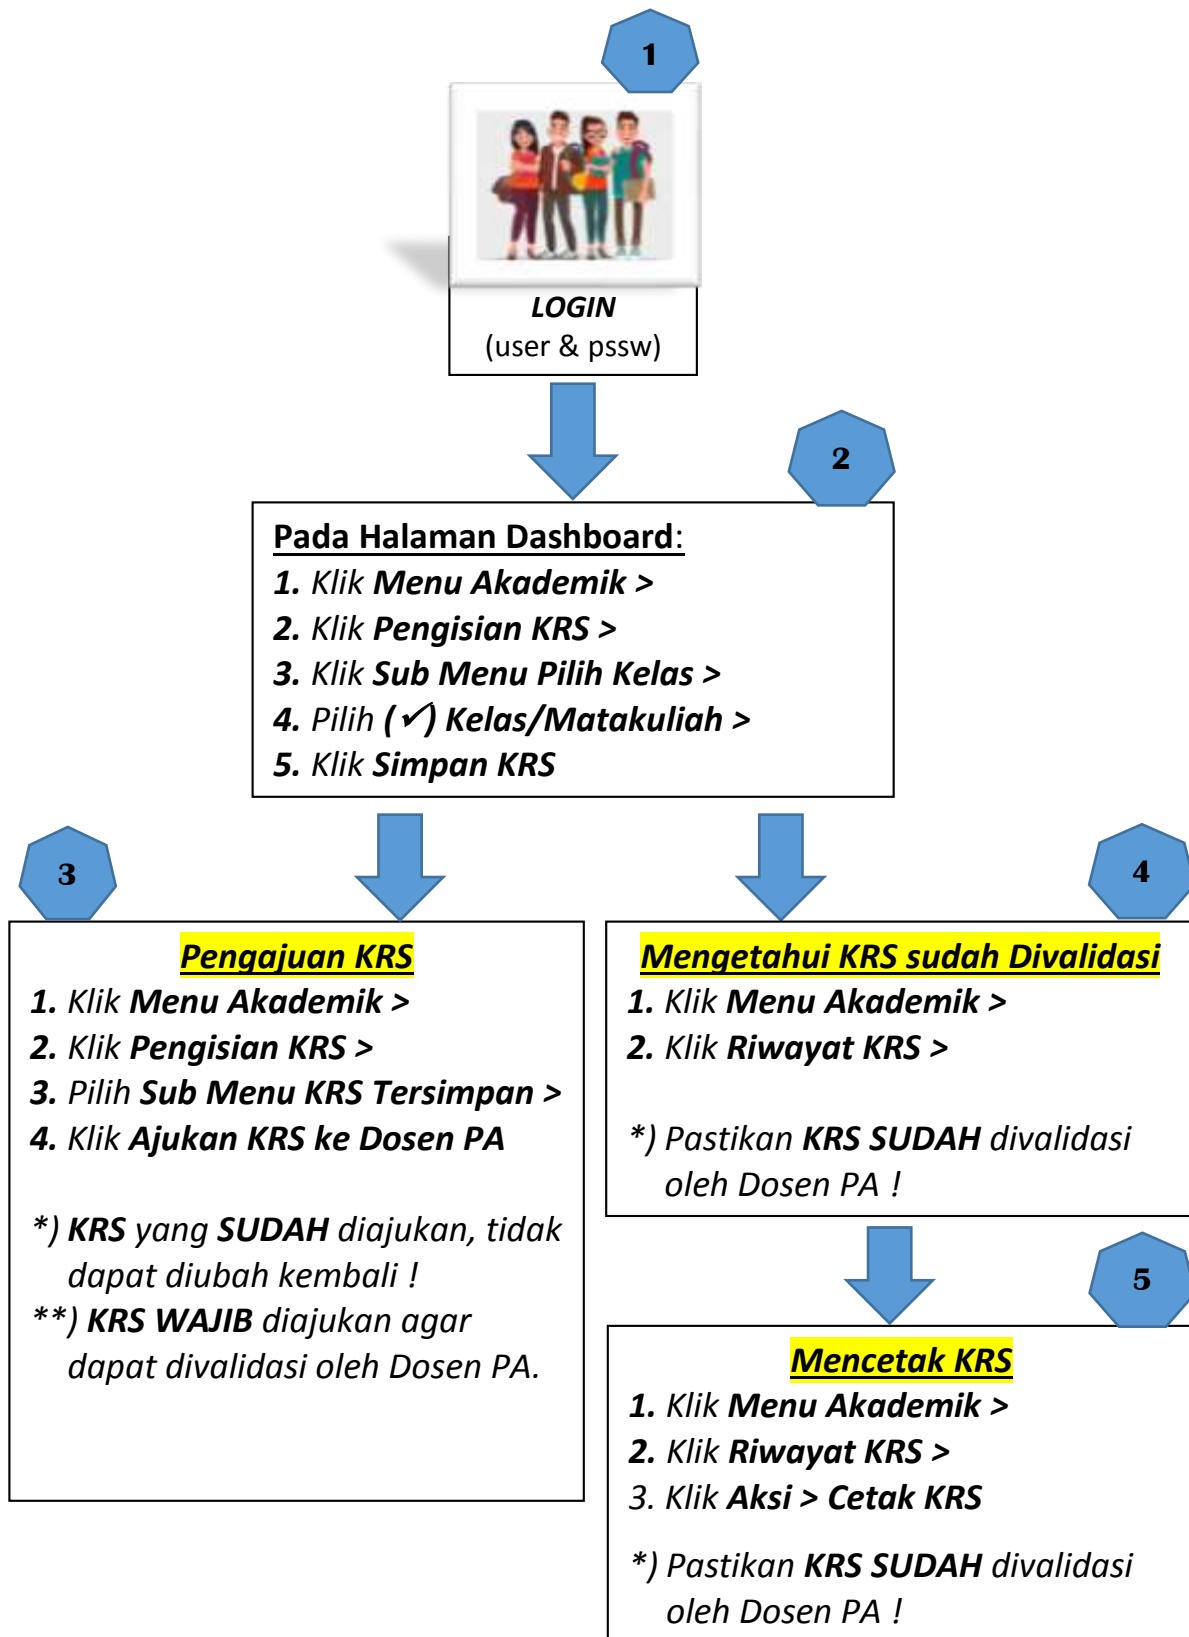 1
LOGIN
(user & pssw)
2
Pada Halaman Dashboard:
1. Klik Menu Akademik >
2. Klik Pengisian KRS >
3. Klik Sub Menu Pilih Kelas >
4. Pilih (✓) Kelas/Matakuliah >
5. Klik Simpan KRS
3
Pengajuan KRS
1. Klik Menu Akademik >
2. Klik Pengisian KRS >
3. Pilih Sub Menu KRS Tersimpan >
4. Klik Ajukan KRS ke Dosen PA
*) KRS yang SUDAH diajukan, tidak
dapat diubah kembali !
**) KRS WAJIB diajukan agar
dapat divalidasi oleh Dosen PA.
4
Mengetahui KRS sudah Divalidasi
1. Klik Menu Akademik >
2. Klik Riwayat KRS >
*) Pastikan KRS SUDAH divalidasi
oleh Dosen PA !
5
Mencetak KRS
1. Klik Menu Akademik >
2. Klik Riwayat KRS >
3. Klik Aksi > Cetak KRS
*) Pastikan KRS SUDAH divalidasi
oleh Dosen PA !